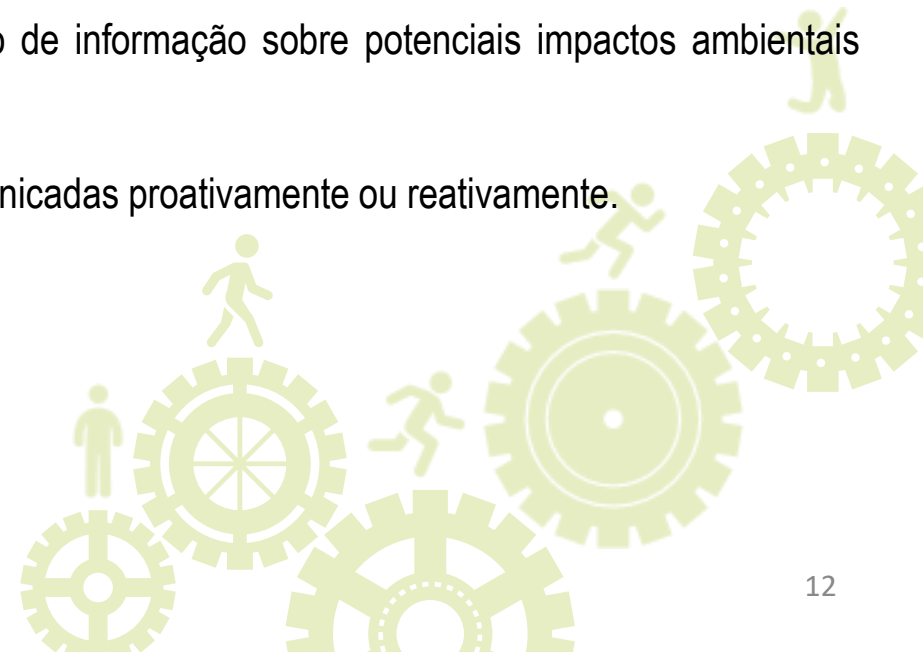 o de informação sobre potenciais impactos ambientais
nicadas proativamente ou reativamente.
12